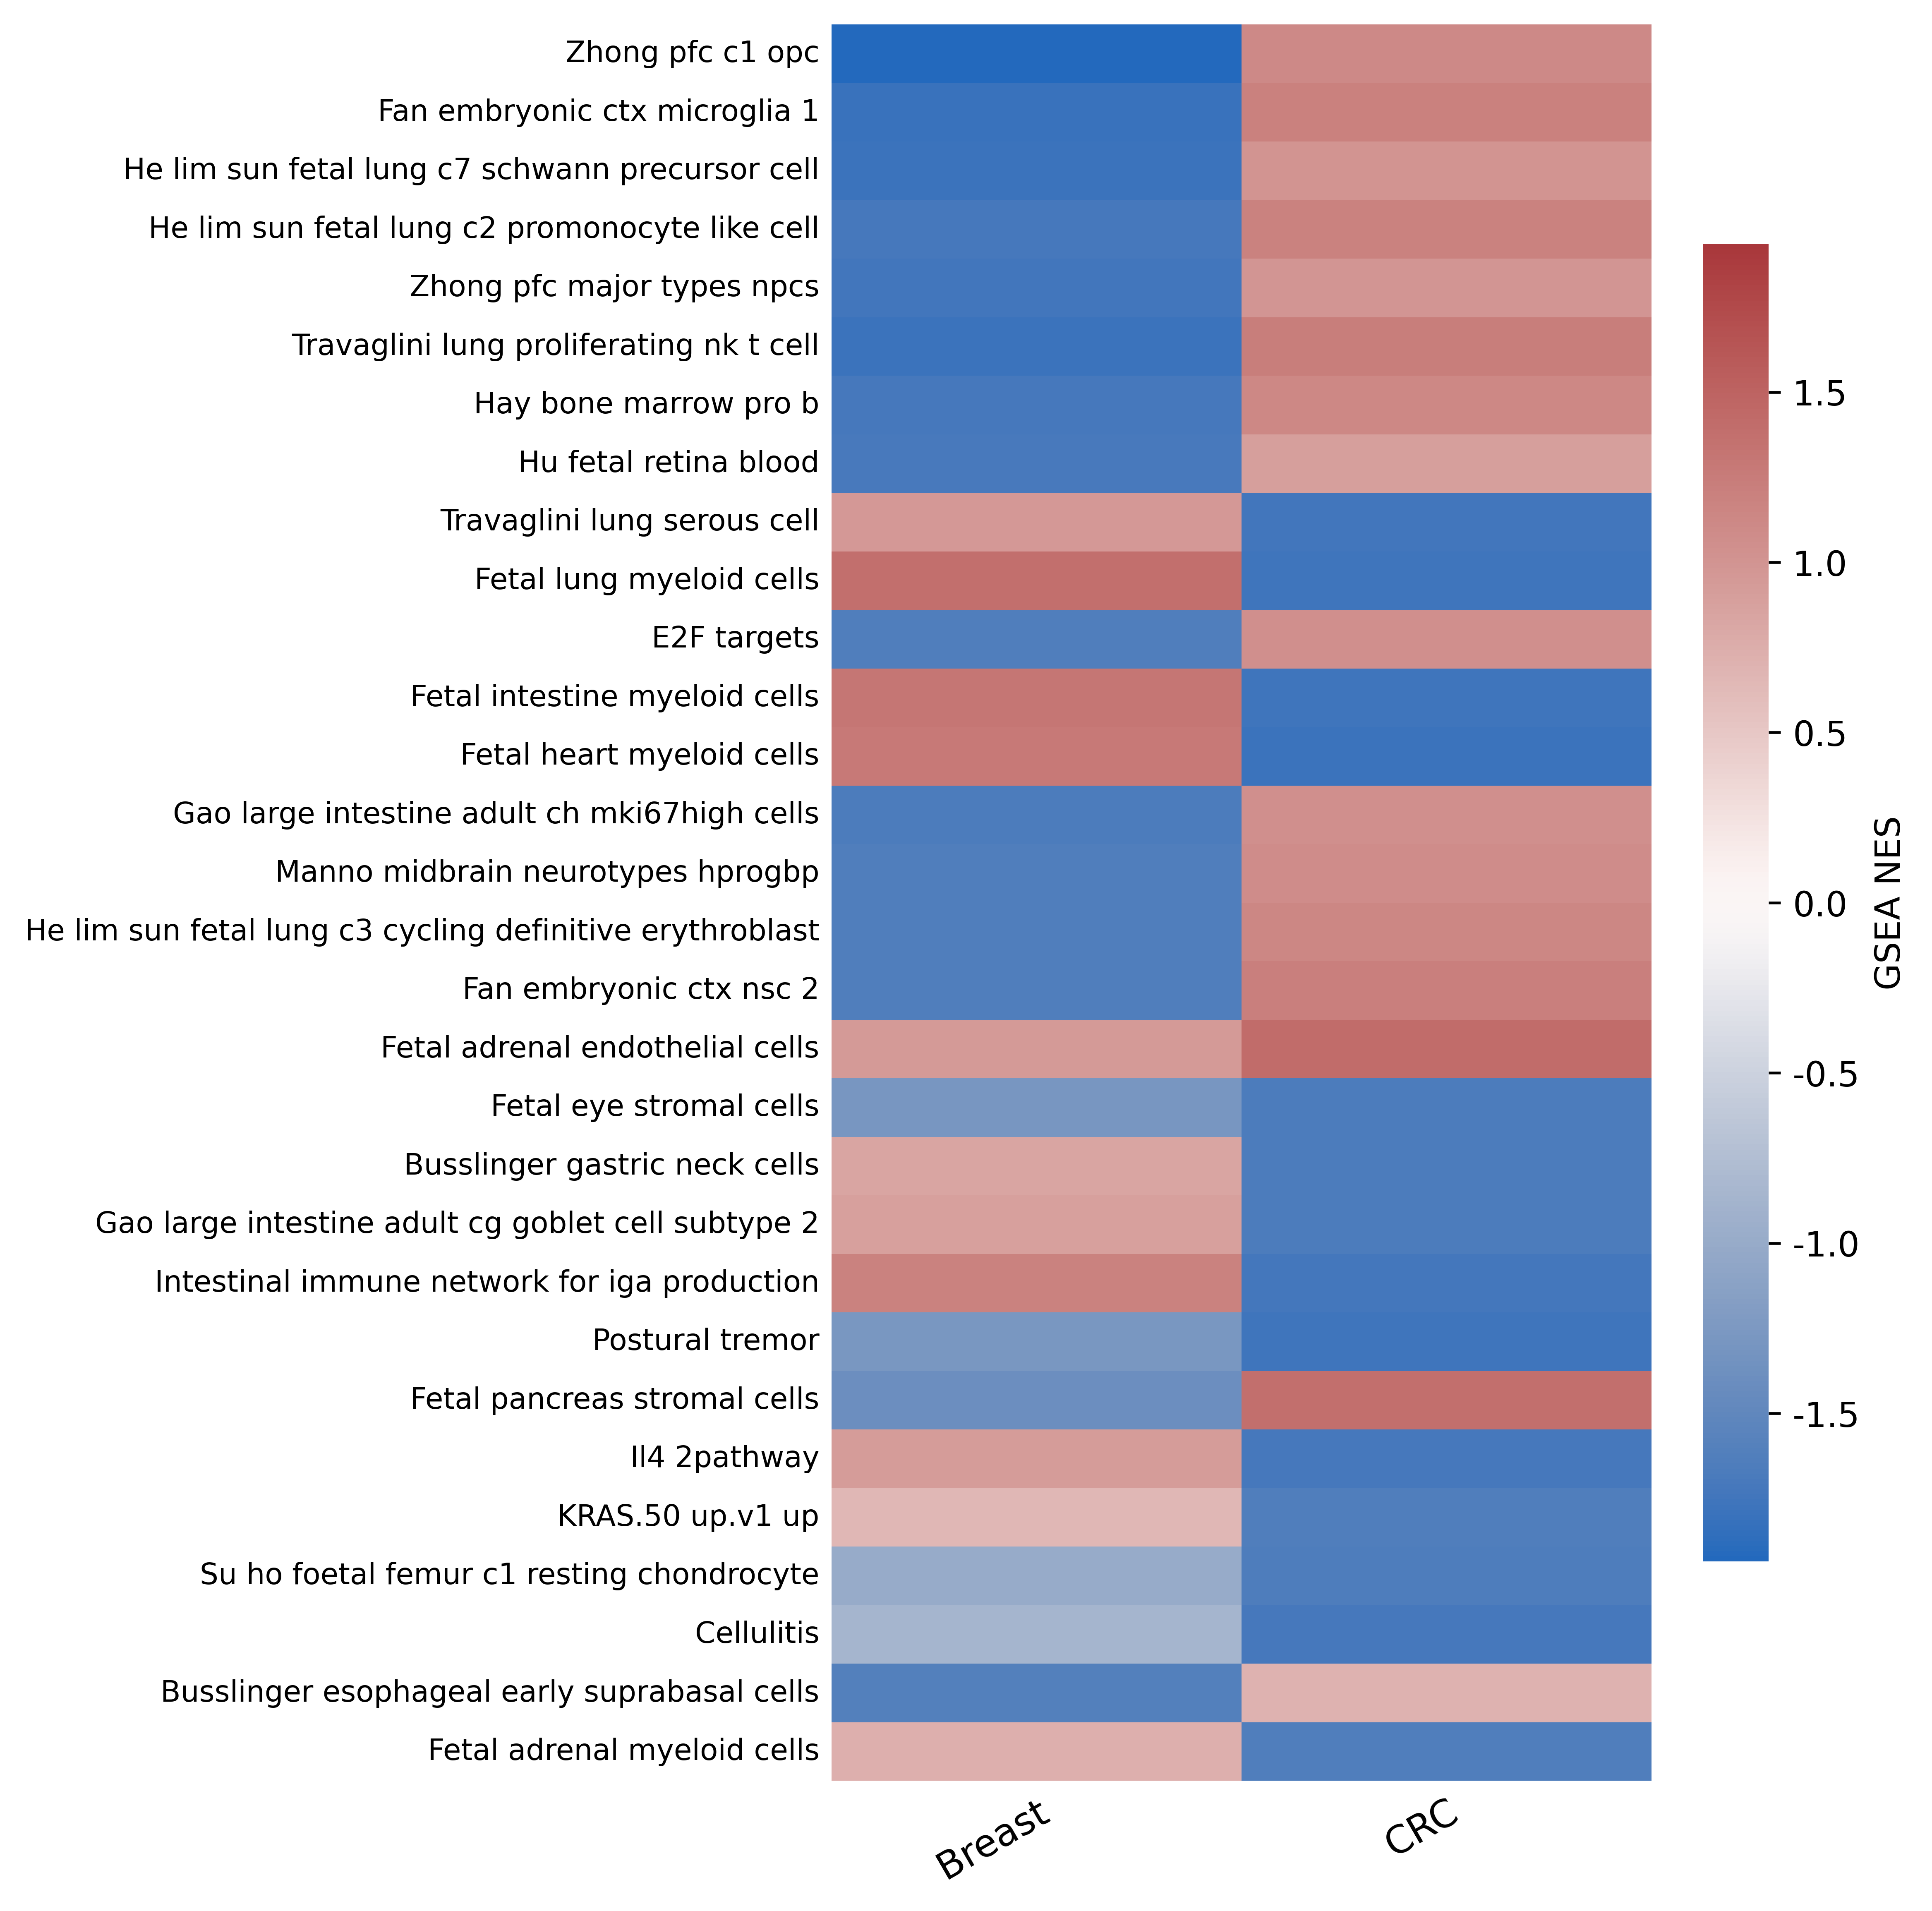 Zhong pfc c1 opc
Fan embryonic ctx microglia 1
He lim sun fetal lung c7 schwann precursor cell
He lim sun fetal lung c2 promonocyte like cell
Zhong pfc major types npcs
Travaglini lung proliferating nk t cell
Hay bone marrow pro b
Hu fetal retina blood
Travaglini lung serous cell
Fetal lung myeloid cells
E2F targets
Fetal intestine myeloid cells
Fetal heart myeloid cells
Gao large intestine adult ch mki67high cells
Manno midbrain neurotypes hprogbp
He lim sun fetal lung c3 cycling definitive erythroblast
Fan embryonic ctx nsc 2
Fetal adrenal endothelial cells
Fetal eye stromal cells
Busslinger gastric neck cells
Gao large intestine adult cg goblet cell subtype 2
Intestinal immune network for iga production
Postural tremor
Fetal pancreas stromal cells
Il4 2pathway
KRAS.50 up.v1 up
Su ho foetal femur c1 resting chondrocyte
Cellulitis
Busslinger esophageal early suprabasal cells
Fetal adrenal myeloid cells
Breast
CRC
1.5
1.0
0.5
0.0
-0.5
-1.0
-1.5
GSEA NES